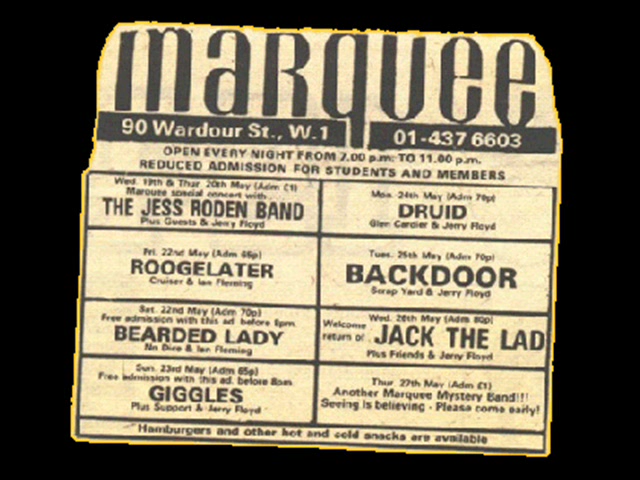 marquee
90 Wardour St., W.1
01-437 6603
OPEN EVERY NIGHT FROM 7.00 p.m. TO 11.00 p.m.
REDUCED ADMISSION FOR STUDENTS AND MEMBERS
Wed. 19th & Thur 20th May (Adm £1)
Marquee special concert with
THE JESS RODEN BAND
Plus Guests & Jerry Floyd
Fri. 22nd May (Adm 65p)
ROOGELATER
Cruiser & Ian Fleming
Sat. 22nd May (Adm 70p)
Free admission with this ad before 8pm
BEARDED LADY
& Ian Fleming
Sun. 23rd May (Adm 65p)
Free admission with this ad. before 8pm
GIGGLES
Plus Support & Jerry Floyd
Mon. 24th May (Adm 70p)
DRUID
Glen Cardier & Jerry Floyd
Tues. 25th May (Adm 70p)
BACKDOOR
Scrap Yard & Jerry Floyd
Wed. 26th May (Adm 80p)
Welcome return of JACK THE LAD
Plus Friends & Jerry Floyd
Thur. 27th May (Adm £1)
Another Marquee Mystery Band!!!
Seeing is believing - Please come early!
Hamburgers and other hot and cold snacks are available